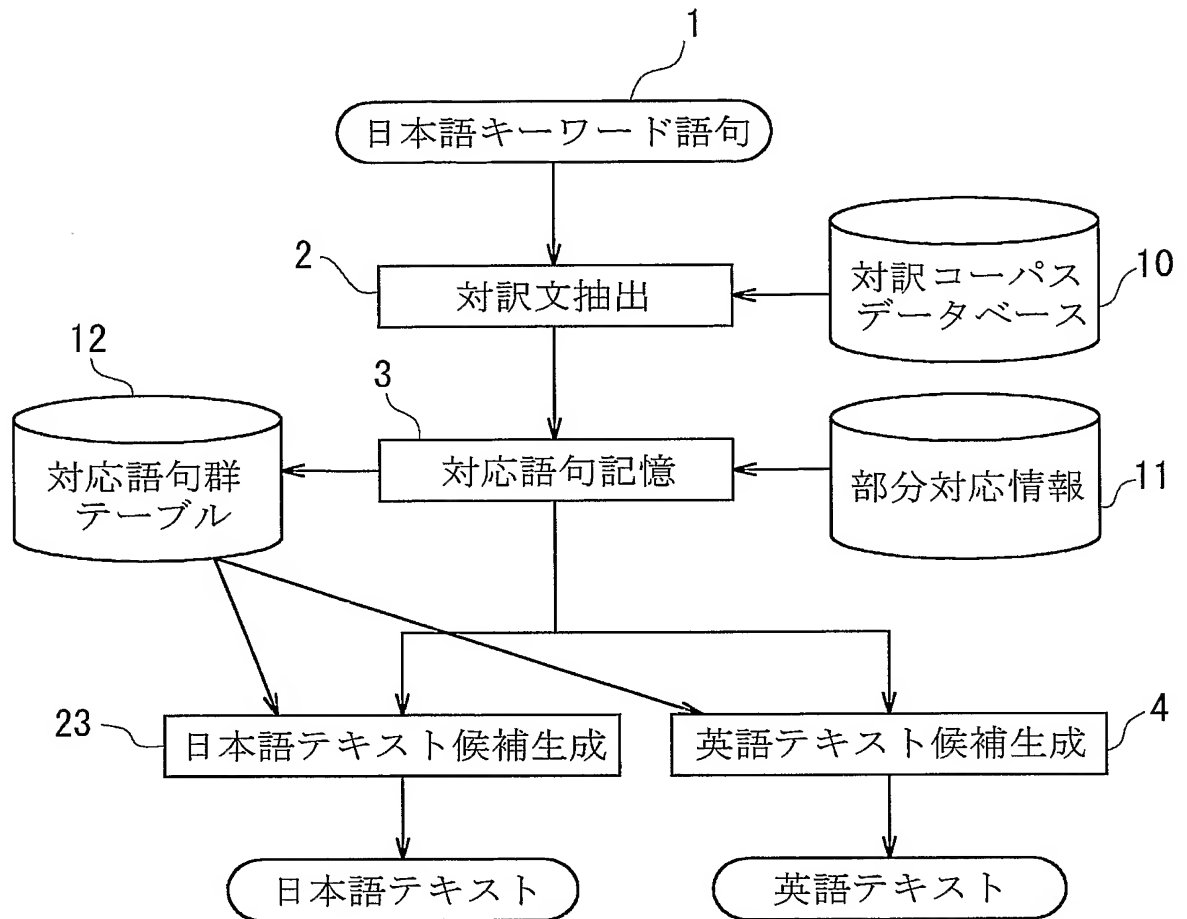 1
日本語キーワード語句
2
対訳文抽出
対訳コーパス
データベース
10
12
3
対応語句群
テーブル
対応語句記憶
部分対応情報
11
23
日本語テキスト候補生成
英語テキスト候補生成
4
日本語テキスト
英語テキスト